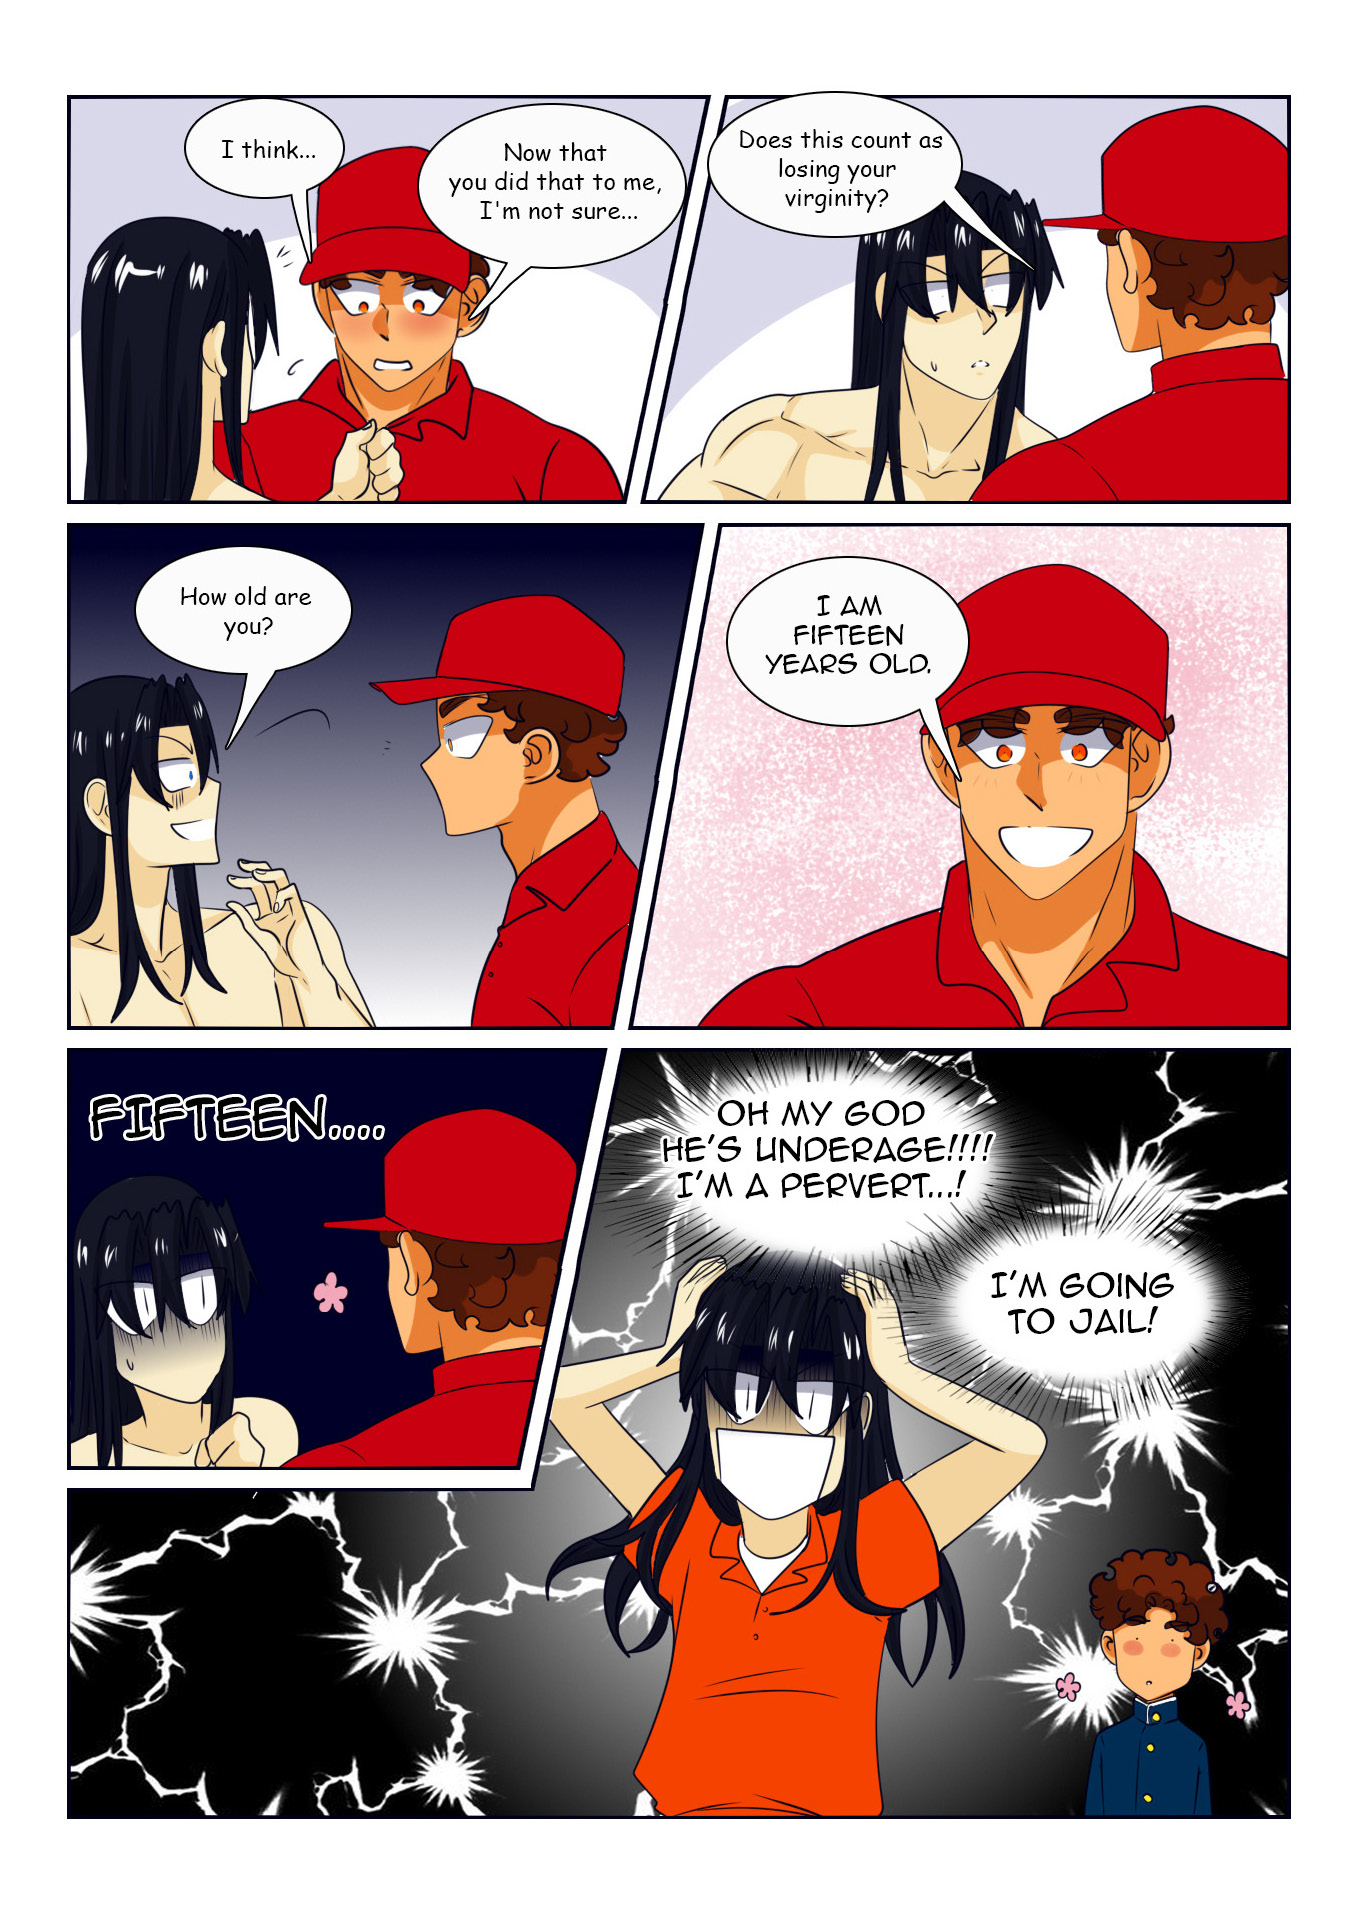 I think...
Now that
you did that to me,
I'm not sure...
Does this count as
losing your
virginity?
How old are
you?
I AM
FIFTEEN
YEARS OLD.
FIFTEEN....
OH MY GOD
HE'S UNDERAGE!!!!
I'M A PERVERT...!
I'M GOING
TO JAIL!